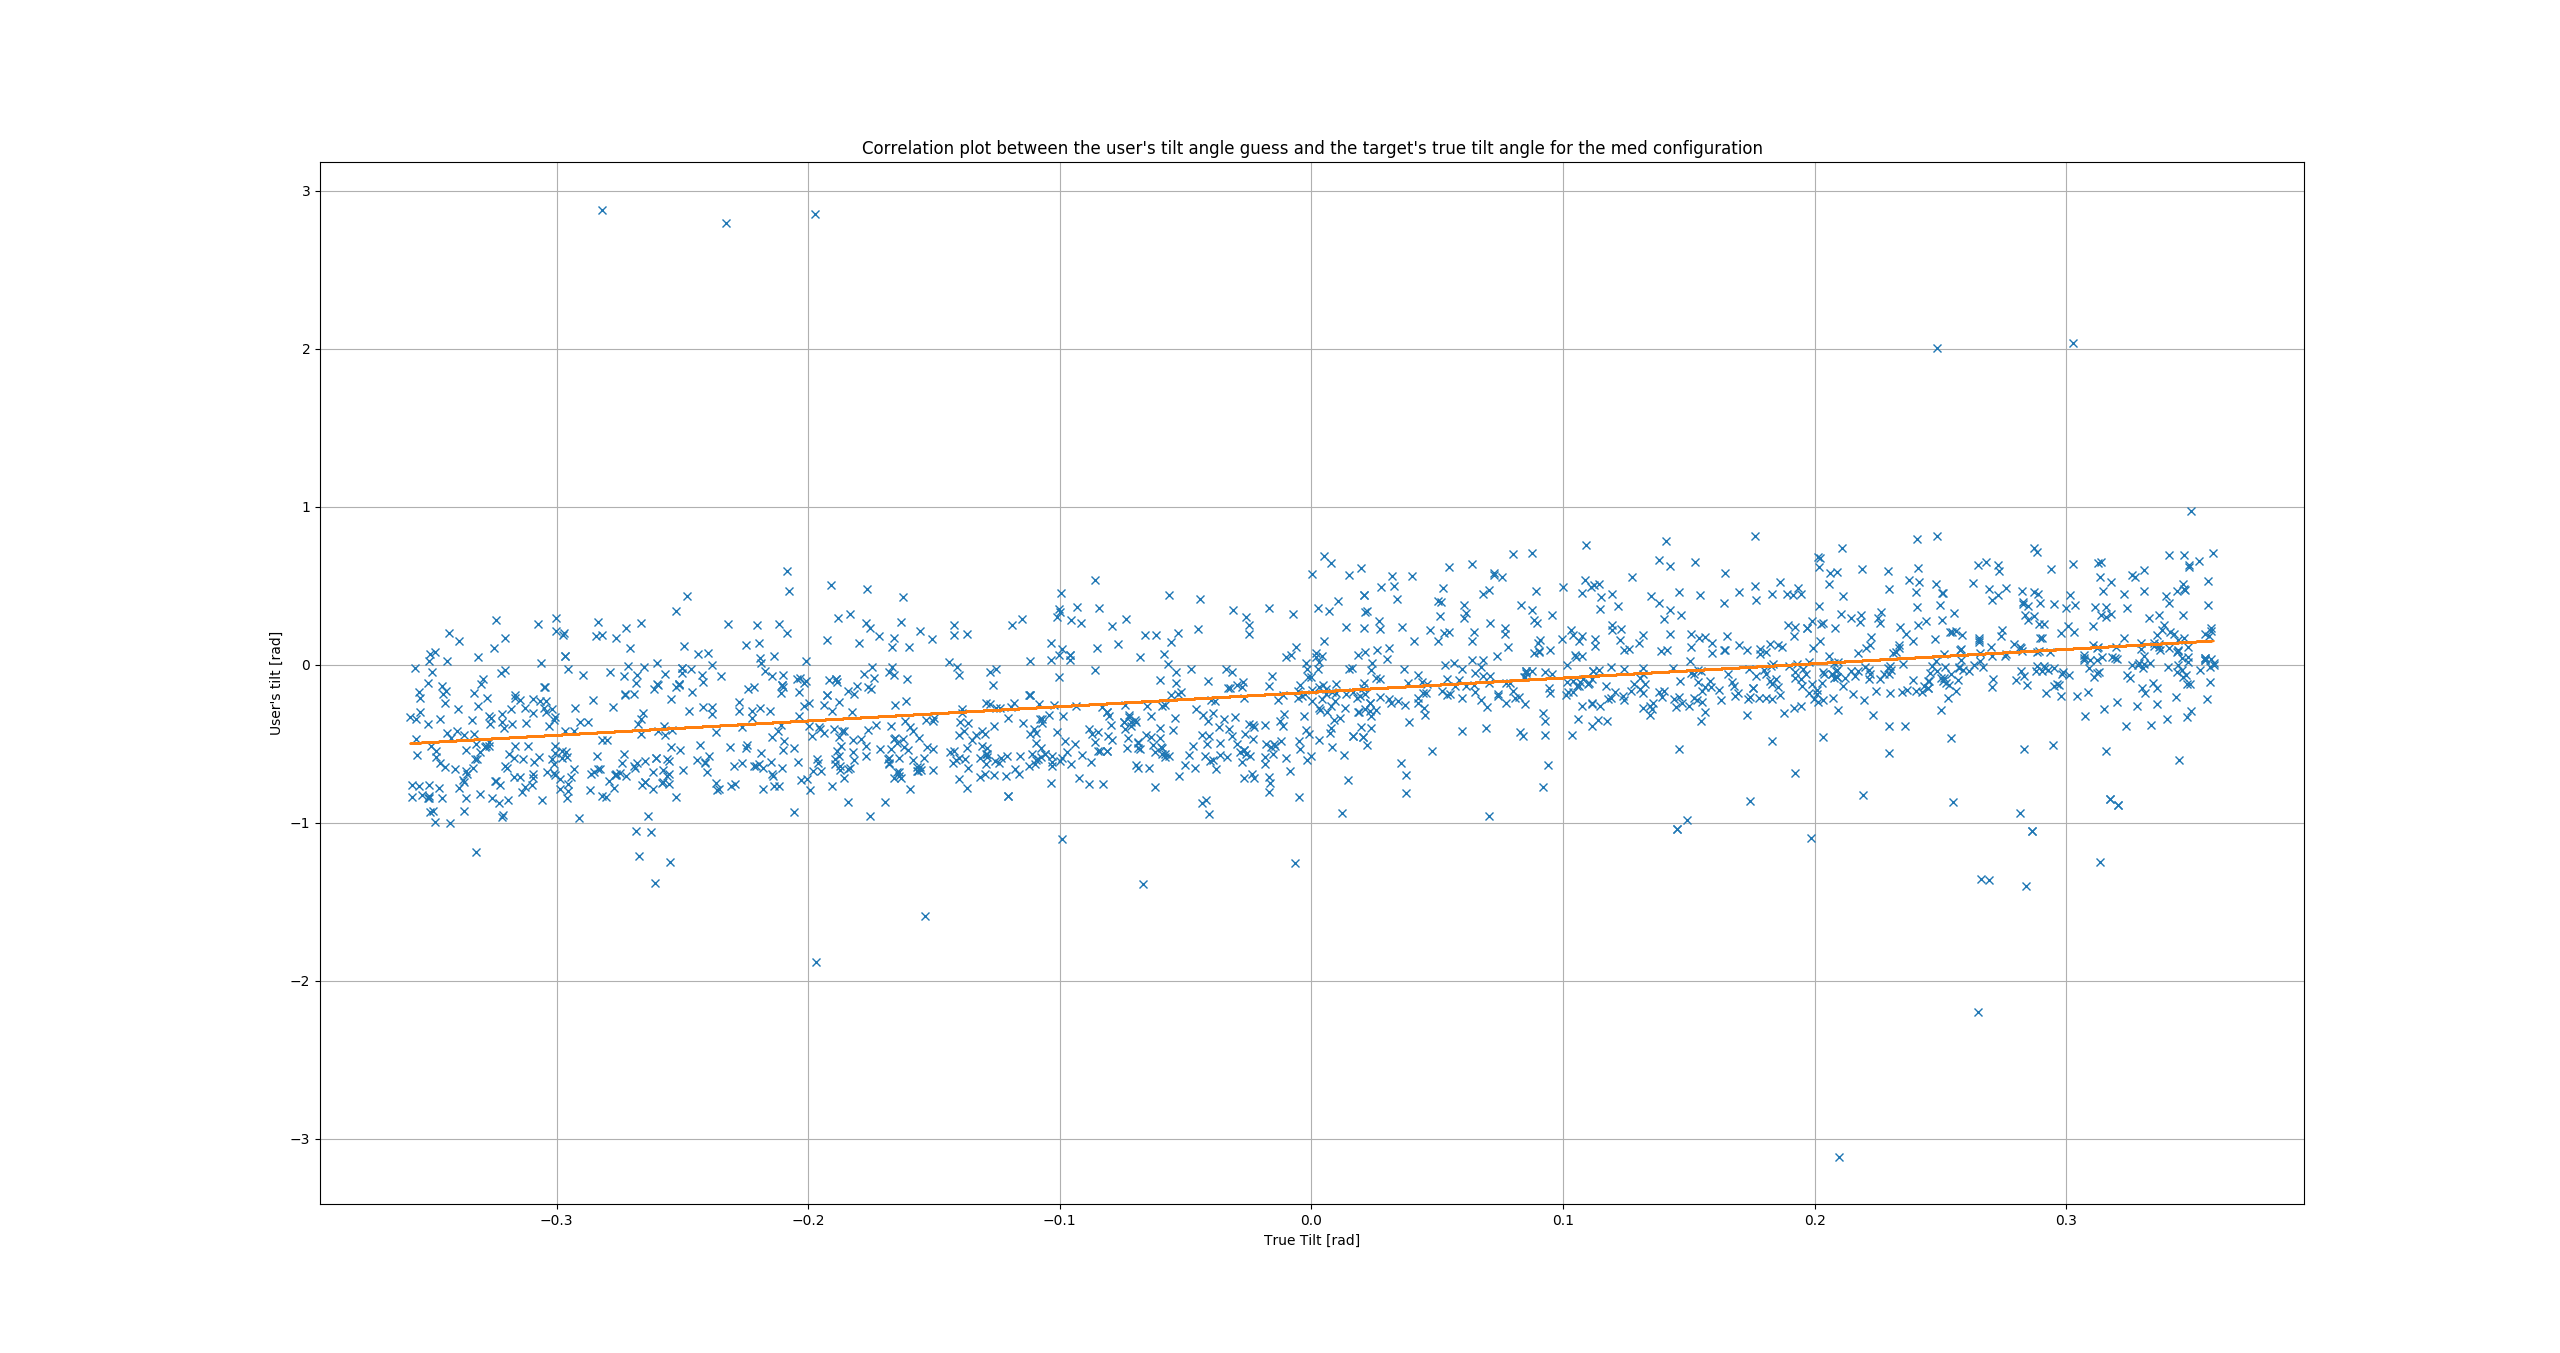 Correlation plot between the user's tilt angle guess and the target's true tilt angle for the med configuration
3
2
1
0
−1
−2
−3
User's tilt [rad]
−0.3 −0.2 −0.1 0.0 0.1 0.2 0.3
True Tilt [rad]